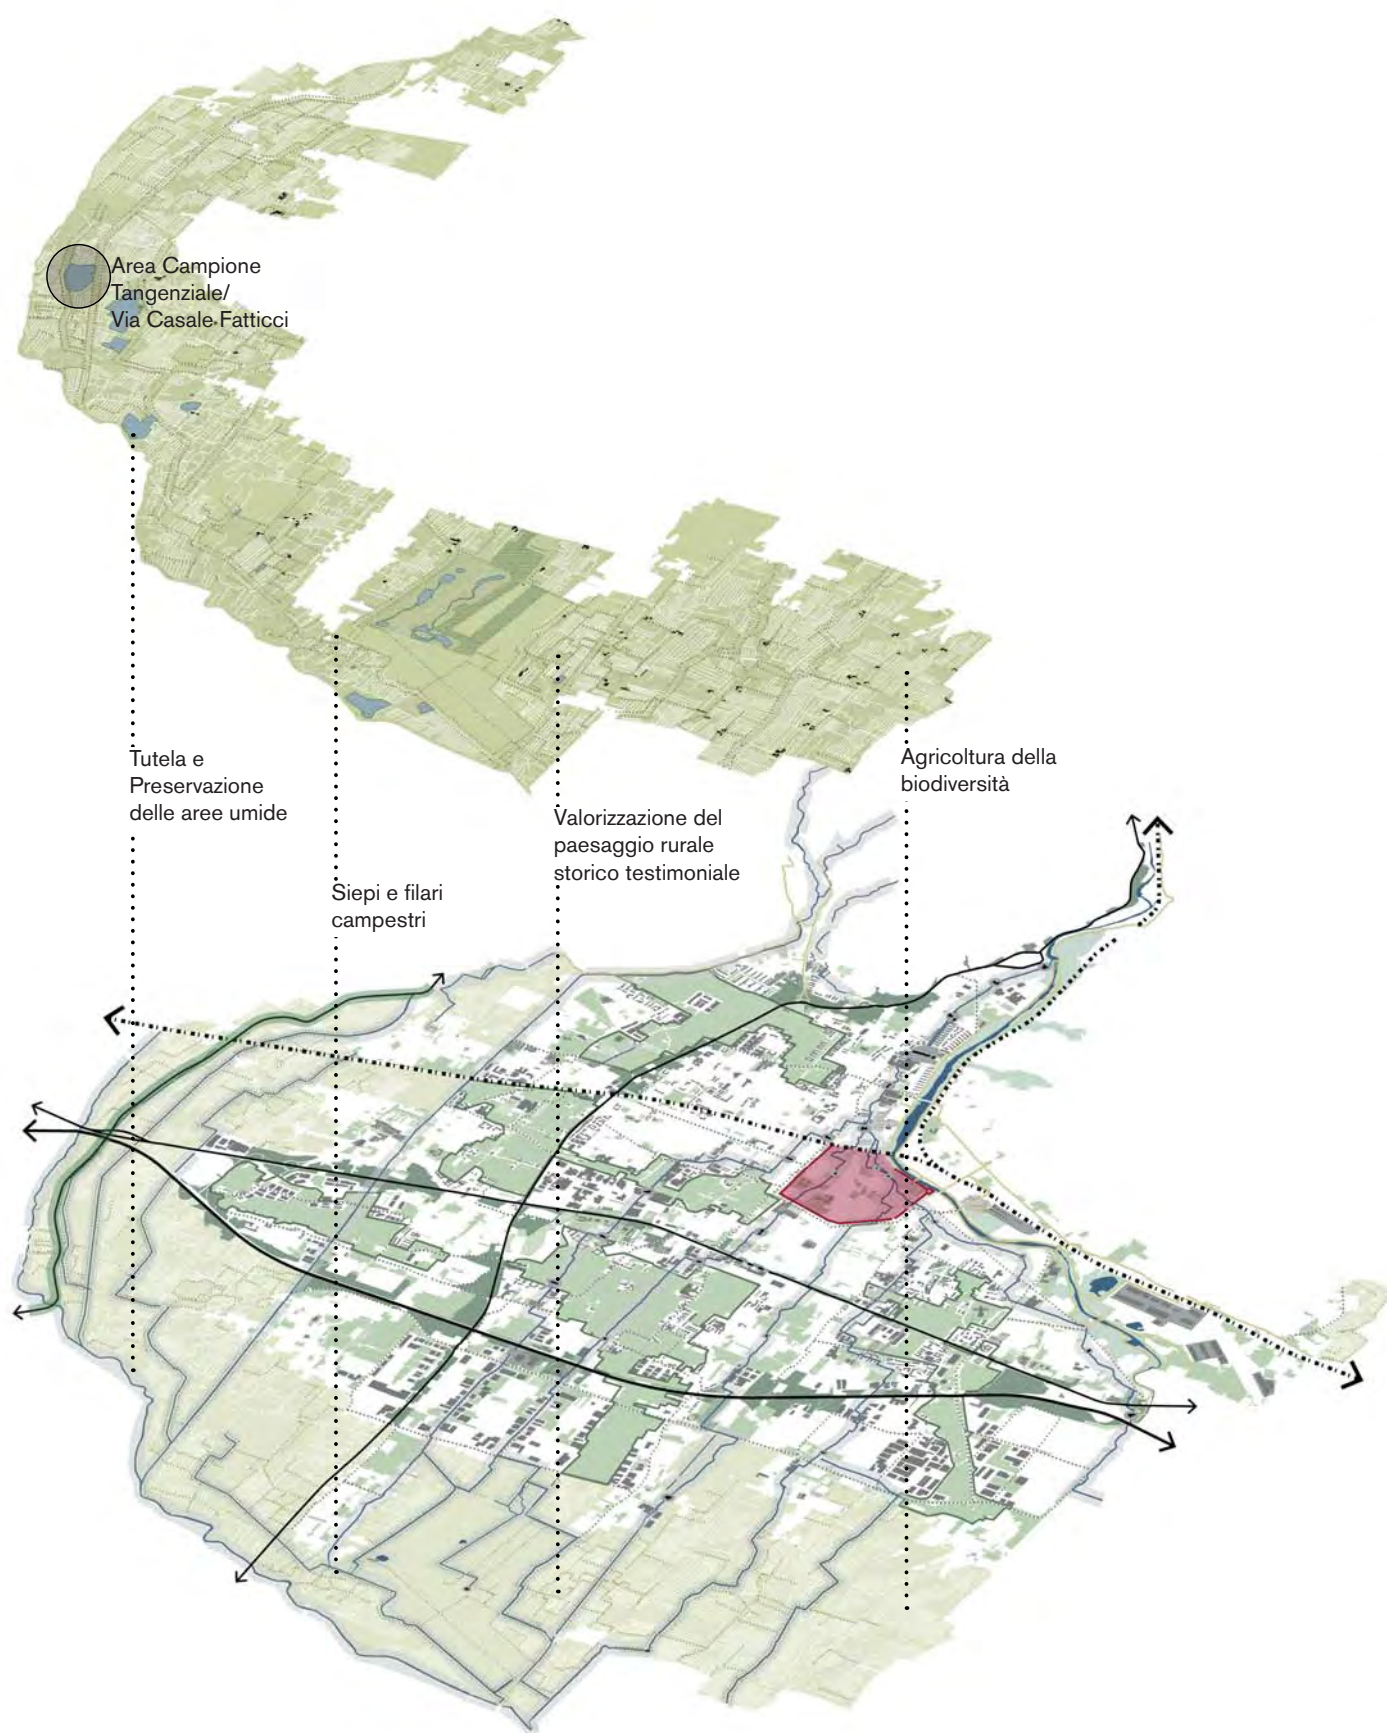 Area Campione
Tangenziale/
Via Casale Fatticci
Tutela e
Preservazione
delle aree umide
Siepi e filari
campestri
Valorizzazione del
paesaggio rurale
storico testimoniale
Agricoltura della
biodiversità